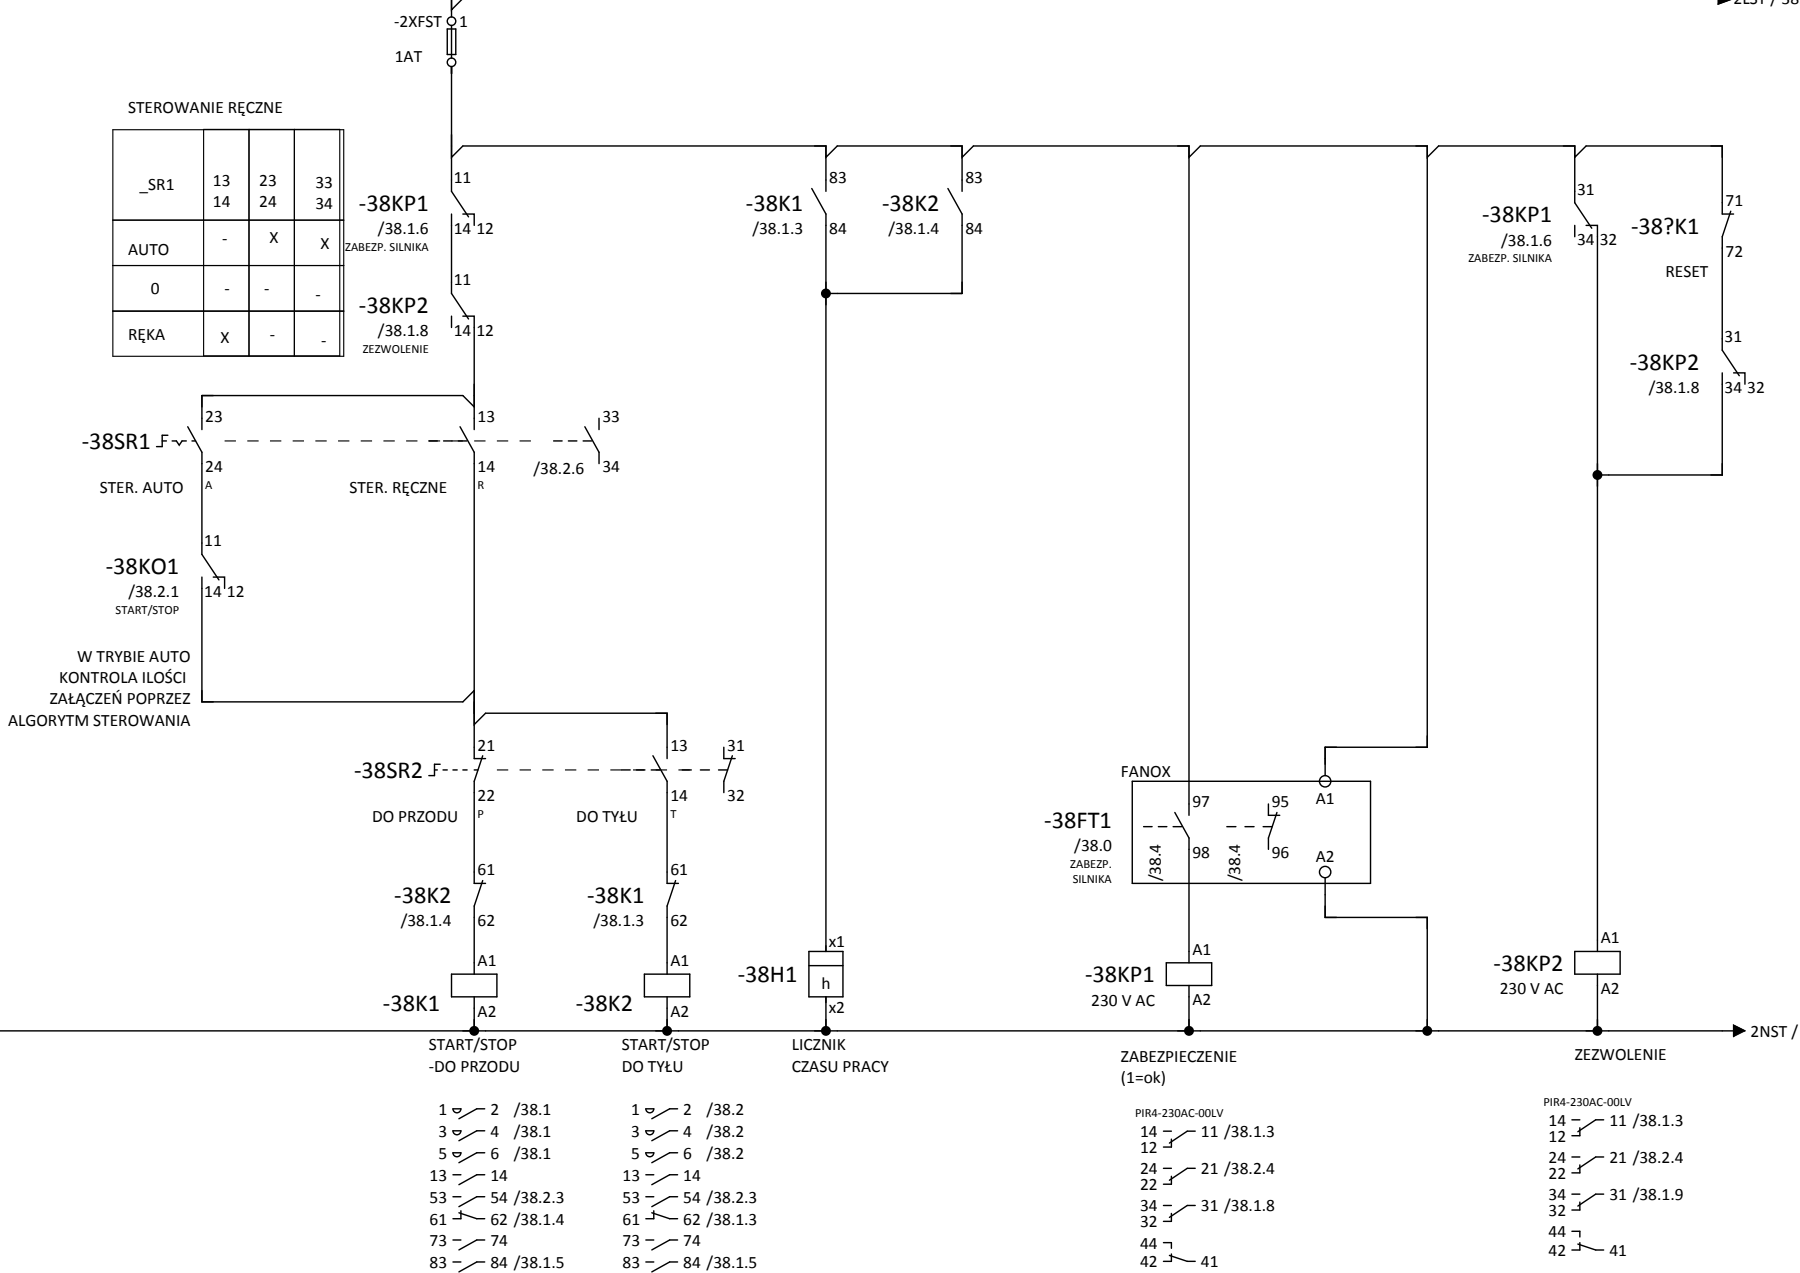 2LST / 38
-2XFST 1
1AT
STEROWANIE RĘCZNE
_SR1 13 14 23 24 33 34
AUTO - X X
0 - - -
RĘKA X - -
11
-38KP1
/38.1.6
ZABEZP. SILNIKA
14 12
11
-38KP2
/38.1.8
ZEZWOLENIE
14 12
83
-38K1
/38.1.3
84
83
-38K2
/38.1.4
84
31
-38KP1
/38.1.6
ZABEZP. SILNIKA
34 32
71
-38?K1
72
RESET
31
-38KP2
/38.1.8
34 32
23
-38SR1
24
A
STER. AUTO
13
14
R
STER. RĘCZNE
33
/38.2.6
34
11
-38KO1
/38.2.1
START/STOP
14 12
W TRYBIE AUTO
KONTROLA ILOŚCI
ZAŁĄCZEŃ POPRZEZ
ALGORYTM STEROWANIA
21
-38SR2
22
P
DO PRZODU
13
14
T
DO TYŁU
31
32
61
-38K2
/38.1.4
62
61
-38K1
/38.1.3
62
A1
-38K1
A2
A1
-38K2
A2
x1
-38H1
h
x2
FANOX
-38FT1
/38.0
ZABEZP.
SILNIKA
97
98
/38.4
95
96
/38.4
A1
A2
A1
-38KP1
230 V AC
A2
A1
-38KP2
230 V AC
A2
2NST /
START/STOP
-DO PRZODU
START/STOP
DO TYŁU
LICZNIK
CZASU PRACY
ZABEZPIECZENIE
(1=ok)
ZEZWOLENIE
1 2 /38.1
3 4 /38.1
5 6 /38.1
13 14
53 54 /38.2.3
61 62 /38.1.4
73 74
83 84 /38.1.5
1 2 /38.2
3 4 /38.2
5 6 /38.2
13 14
53 54 /38.2.3
61 62 /38.1.3
73 74
83 84 /38.1.5
PIR4-230AC-00LV
14 11 /38.1.3
12
24 21 /38.2.4
22
34 31 /38.1.8
32
44
42 41
PIR4-230AC-00LV
14 11 /38.1.3
12
24 21 /38.2.4
22
34 31 /38.1.9
32
44
42 41